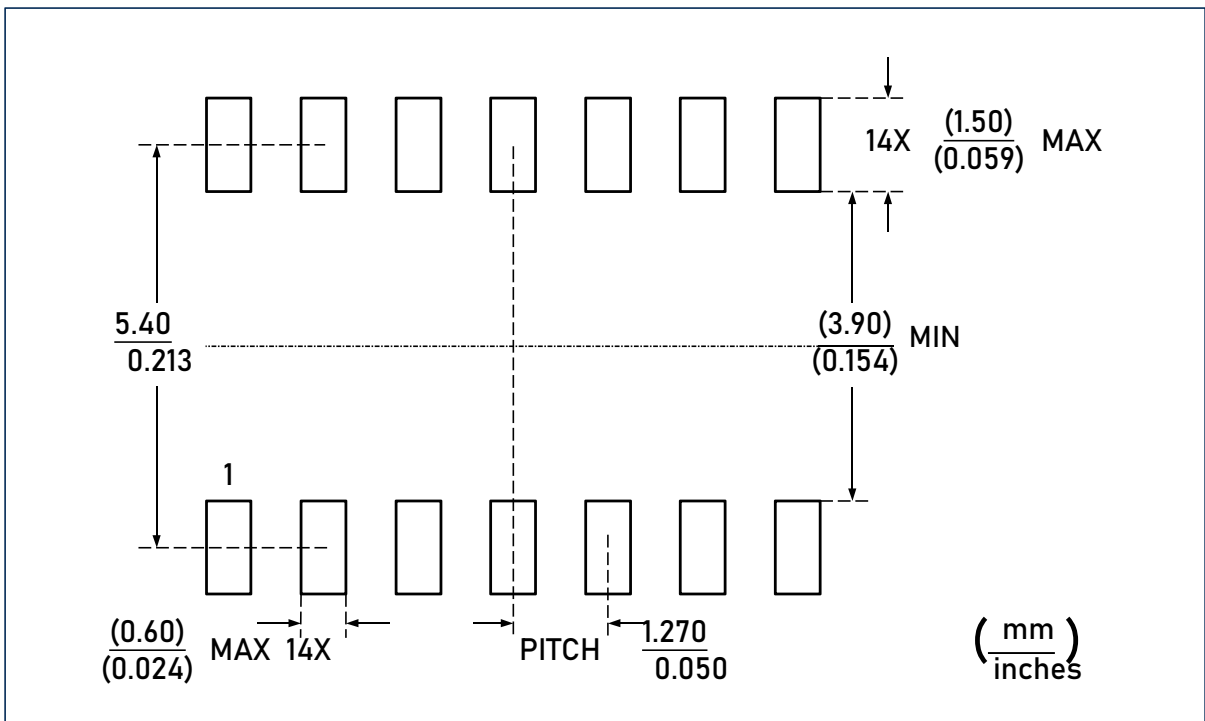 14X (1.50) MAX
(0.059)
5.40
0.213
(3.90) MIN
(0.154)
1
(0.60) MAX 14X
(0.024)
PITCH 1.270
0.050
(mm
inches)